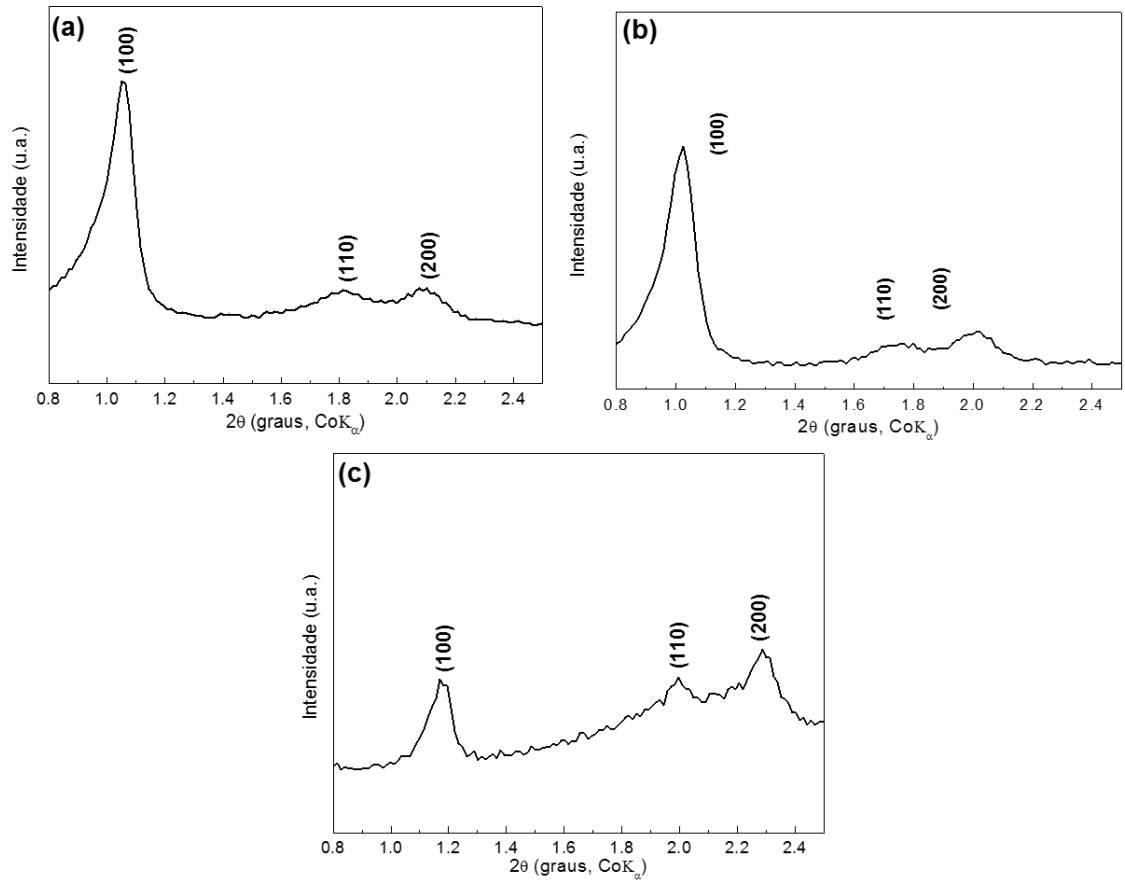 (a)
(100)
(110)
(200)
Intensidade (u.a.)
0.8 1.0 1.2 1.4 1.6 1.8 2.0 2.2 2.4
2θ (graus, CoKα)
(b)
(100)
(110)
(200)
Intensidade (u.a.)
0.8 1.0 1.2 1.4 1.6 1.8 2.0 2.2 2.4
2θ (graus, CoKα)
(c)
(100)
(110)
(200)
Intensidade (u.a.)
0.8 1.0 1.2 1.4 1.6 1.8 2.0 2.2 2.4
2θ (graus, CoKα)